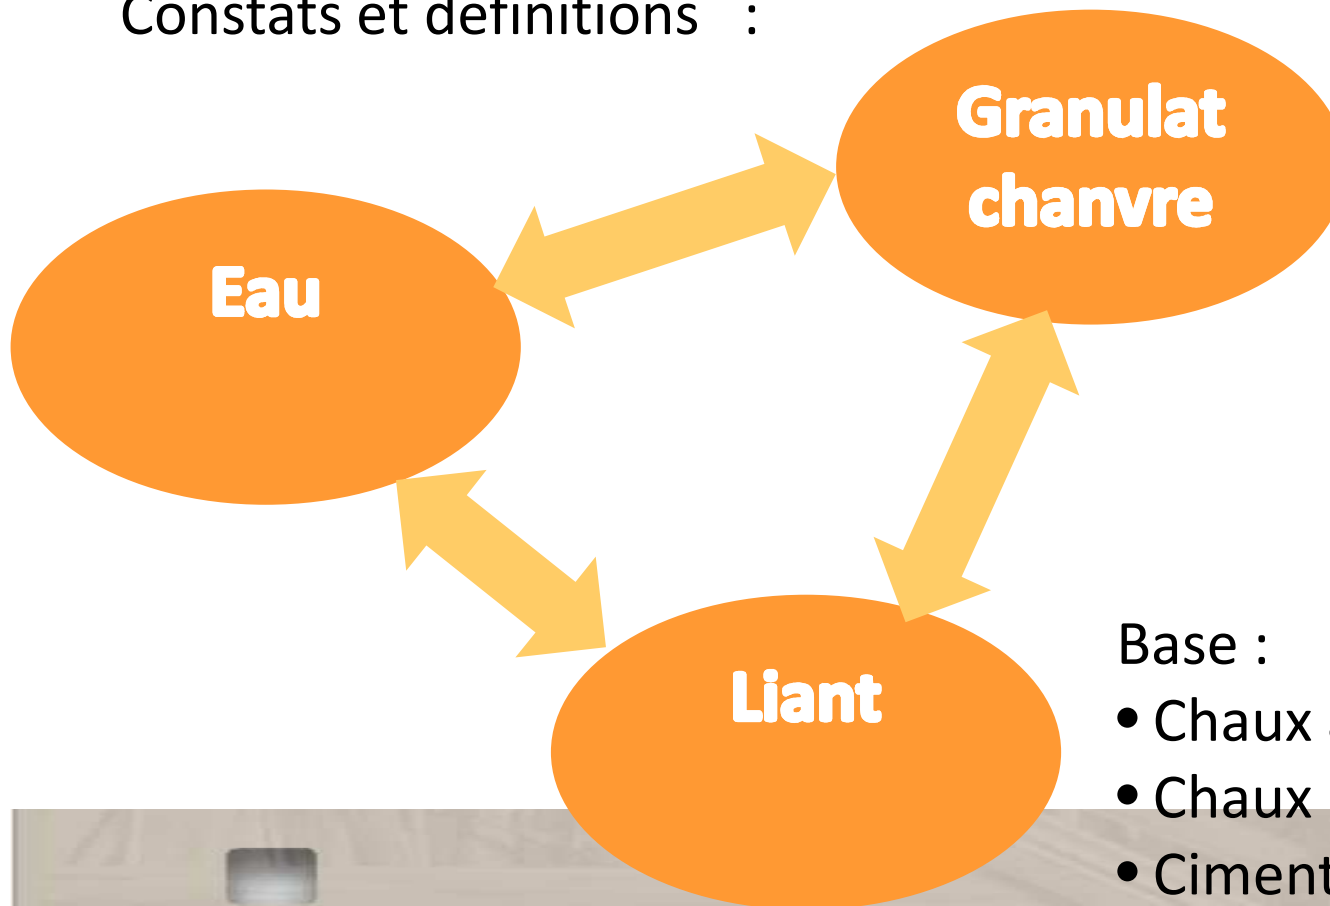 Constats et définitions :
Granulat
chanvre
Eau
Liant
Base :
• Chaux
• Chaux
• Ciment